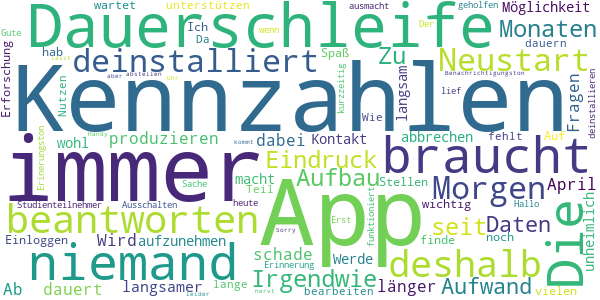 Gute wartet unterstützen ausmacht geholfen Möglichkeit
Dauerschleife Ich Da Der Monaten
hab Spaß dauern
Erforschung deinstalliert Zu Neustart
lässt aber abstellen Uhr kurzzeitig langsam Benachrichtigungston
Kennzahlen Wie lief Fragen deinstallieren
Nutzen
Erinnerungston Handy wohl produzieren dabei Kontakt abbrechen fehlt Auf
immer Eindruck braucht
macht Teil Aufbau Stellen kommt wichtig April
Studienteilnehmer Ausschalten Sache heute App Morgen Hallo
beantworten funktioniert seit Daten Die
Einloggen Wird aufzunehmen schade Erst finde noch unheimlich
niemand Sorry Werde deshalb
Irgendwie Erinnerung länger Aufwand
Ab dauert langsamer lange leider nervt bearbeiten vielen